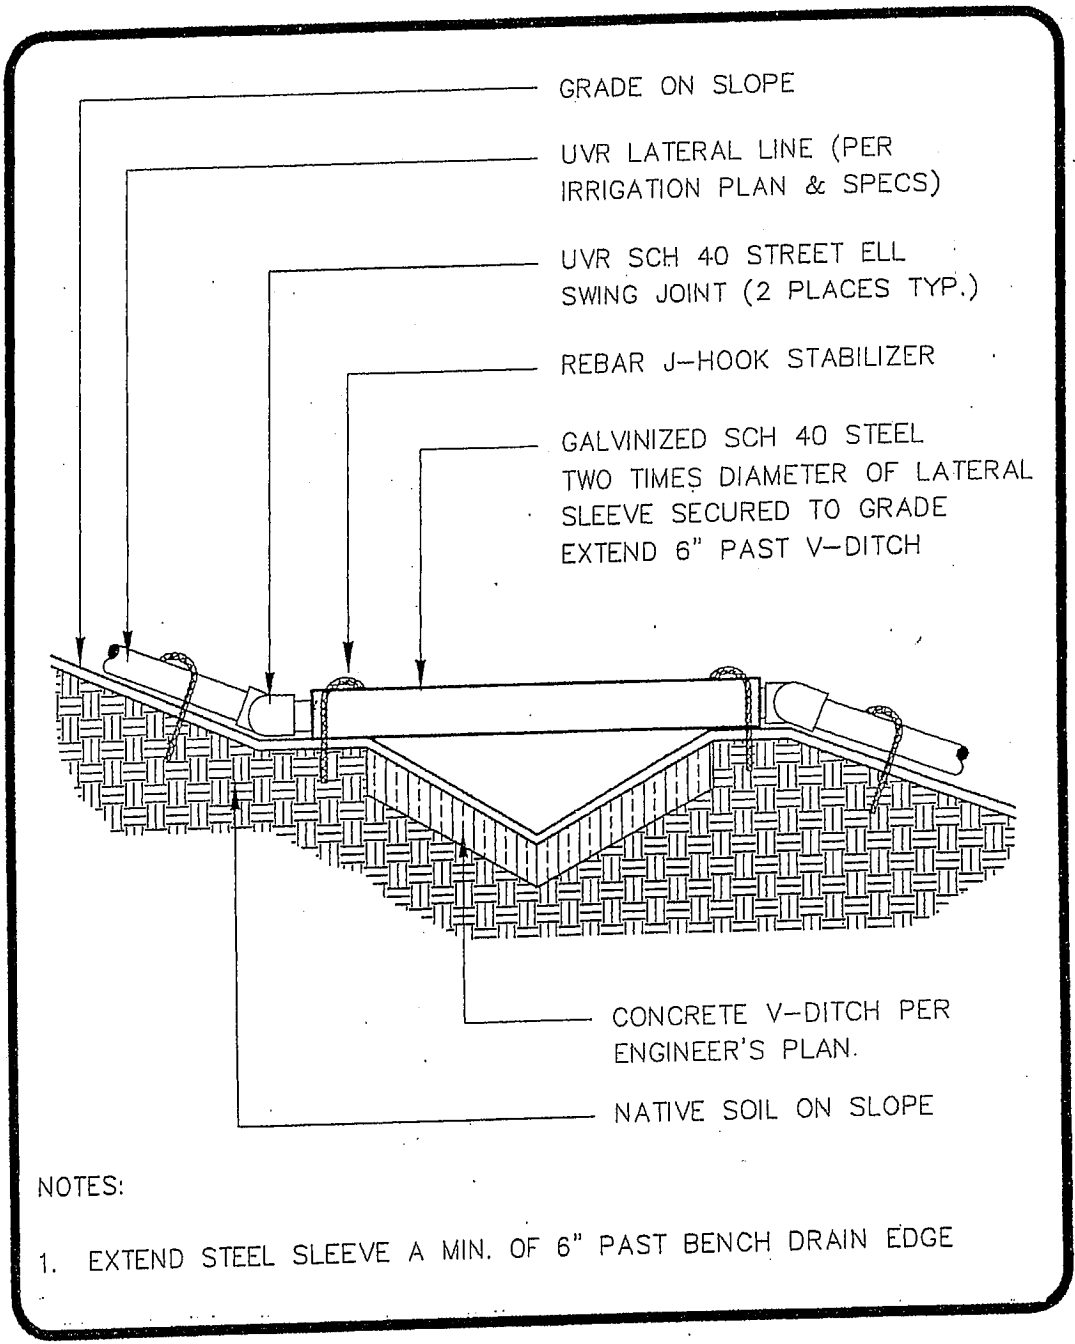 GRADE ON SLOPE
UVR LATERAL LINE (PER
IRRIGATION PLAN & SPECS)
UVR SCH 40 STREET ELL
SWING JOINT (2 PLACES TYP.)
REBAR J-HOOK STABILIZER
GALVINIZED SCH 40 STEEL
TWO TIMES DIAMETER OF LATERAL
SLEEVE SECURED TO GRADE
EXTEND 6" PAST V-DITCH
CONCRETE V-DITCH PER
ENGINEER'S PLAN.
NATIVE SOIL ON SLOPE
NOTES:
1. EXTEND STEEL SLEEVE A MIN. OF 6" PAST BENCH DRAIN EDGE